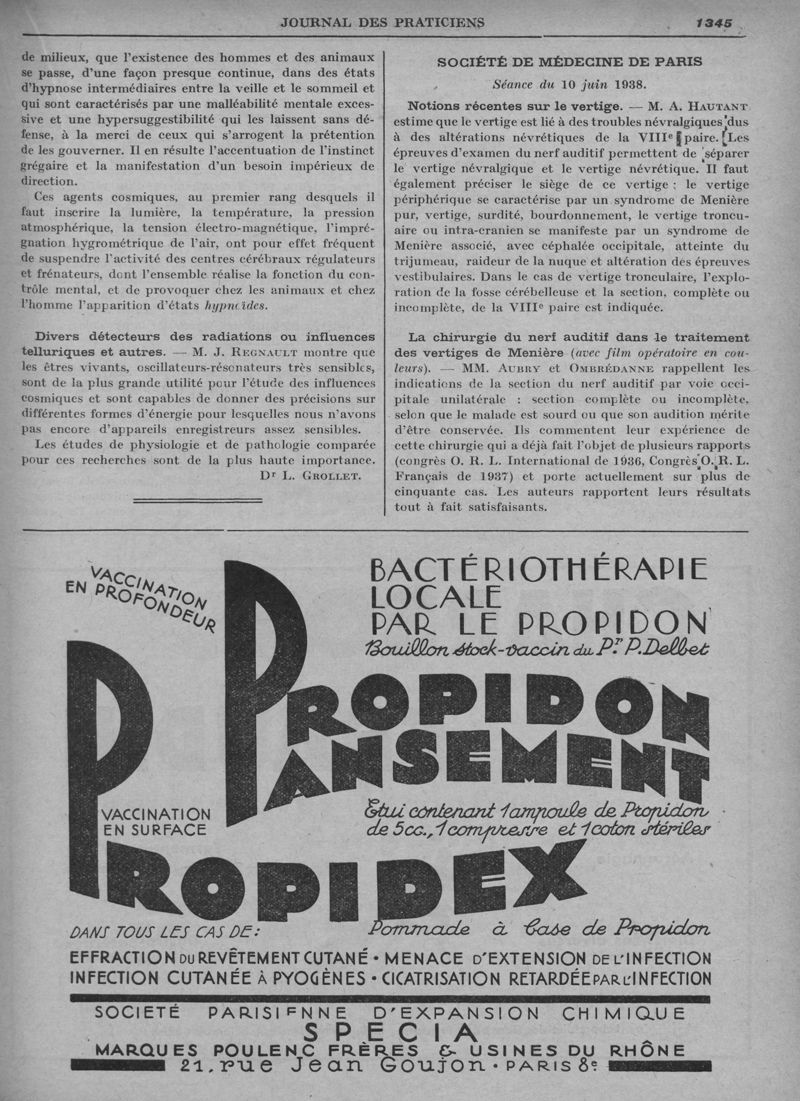 JOURNAL DES PRATICIENS
1345
de milieux, que l'existence des hommes et des animaux
se passe, d'une façon presque continue, dans des états
d'hypnose intermédiaires entre la veille et le sommeil et
qui sont caractérisés par une malléabilité mentale exces-
sive et une hypersuggestibilité qui les laissent sans dé-
fense, à la merci de ceux qui s'arrogent la prétention
de les gouverner. Il en résulte l'accentuation de l'instinct
grégaire et la manifestation d'un besoin impérieux de
direction.
Ces agents cosmiques, au premier rang desquels il
faut inscrire la lumière, la température, la pression
atmosphérique, la tension électro-magnétique, l'impré-
gnation hygrométrique de l'air, ont pour effet fréquent
de suspendre l'activité des centres cérébraux régulateurs
et frénateurs, dont l'ensemble réalise la fonction du con-
trôle mental, et de provoquer chez les animaux et chez
l'homme l'apparition d'états hypnoïdes.
Divers détecteurs des radiations ou influences
telluriques et autres. — M. J. REGNAULT montre que
les êtres vivants, oscillateurs-résonateurs très sensibles,
sont de la plus grande utilité pour l'étude des influences
cosmiques et sont capables de donner des précisions sur
différentes formes d'énergie pour lesquelles nous n'avons
pas encore d'appareils enregistreurs assez sensibles.
Les études de physiologie et de pathologie comparée
pour ces recherches sont de la plus haute importance.
Dr L. GROLLET.
SOCIÉTÉ DE MÉDECINE DE PARIS
Séance du 10 juin 1938.
Notions récentes sur le vertige. — M. A. HAUTANT
estime que le vertige est lié à des troubles névralgiques dus
à des altérations névrétiques de la VIIIe paire. Les
épreuves d'examen du nerf auditif permettent de séparer
le vertige névralgique et le vertige névrétique. Il faut
également préciser le siège de ce vertige : le vertige
périphérique se caractérise par un syndrome de Menière
pur, vertige, surdité, bourdonnement, le vertige troncu-
aire ou intra-cranien se manifeste par un syndrome de
Menière associé, avec céphalée occipitale, atteinte du
trijumeau, raideur de la nuque et altération des épreuves
vestibulaires. Dans le cas de vertige tronculaire, l'explo-
ration de la fosse cérébelleuse et la section, complète ou
incomplète, de la VIIIe paire est indiquée.
La chirurgie du nerf auditif dans le traitement
des vertiges de Menière (avec film opératoire en cou-
leurs). — MM. AUBRY et OMBRÉDANNE rappellent les
indications de la section du nerf auditif par voie occi-
pitale unilatérale : section complète ou incomplète,
selon que le malade est sourd ou que son audition mérite
d'être conservée. Ils commentent leur expérience de
cette chirurgie qui a déjà fait l'objet de plusieurs rapports
(congrès O. R. L. International de 1936, Congrès O. R. L.
Français de 1937) et porte actuellement sur plus de
cinquante cas. Les auteurs rapportent leurs résultats
tout à fait satisfaisants.
VACCINATION
EN PROFONDEUR
BACTÉRIOTHÉRAPIE
LOCALE
PAR LE PROPIDON
Bouillon stock-vaccin du Pr. P. Delbet
PROPIDON
PANSEMENT
VACCINATION
EN SURFACE
Étui contenant 1 ampoule de Propidon
de 5cc., 1 compresse et 1 coton stériles
PROPIDEX
DANS TOUS LES CAS DE:
Pommade à base de Propidon
EFFRACTION DU REVÊTEMENT CUTANÉ • MENACE D'EXTENSION DE L'INFECTION
INFECTION CUTANÉE À PYOGÈNES • CICATRISATION RETARDÉE PAR L'INFECTION
SOCIETÉ PARISIENNE D'EXPANSION CHIMIQUE
SPECIA
MARQUES POULENC FRÈRES & USINES DU RHÔNE
21, rue Jean Goujon • PARIS 8e